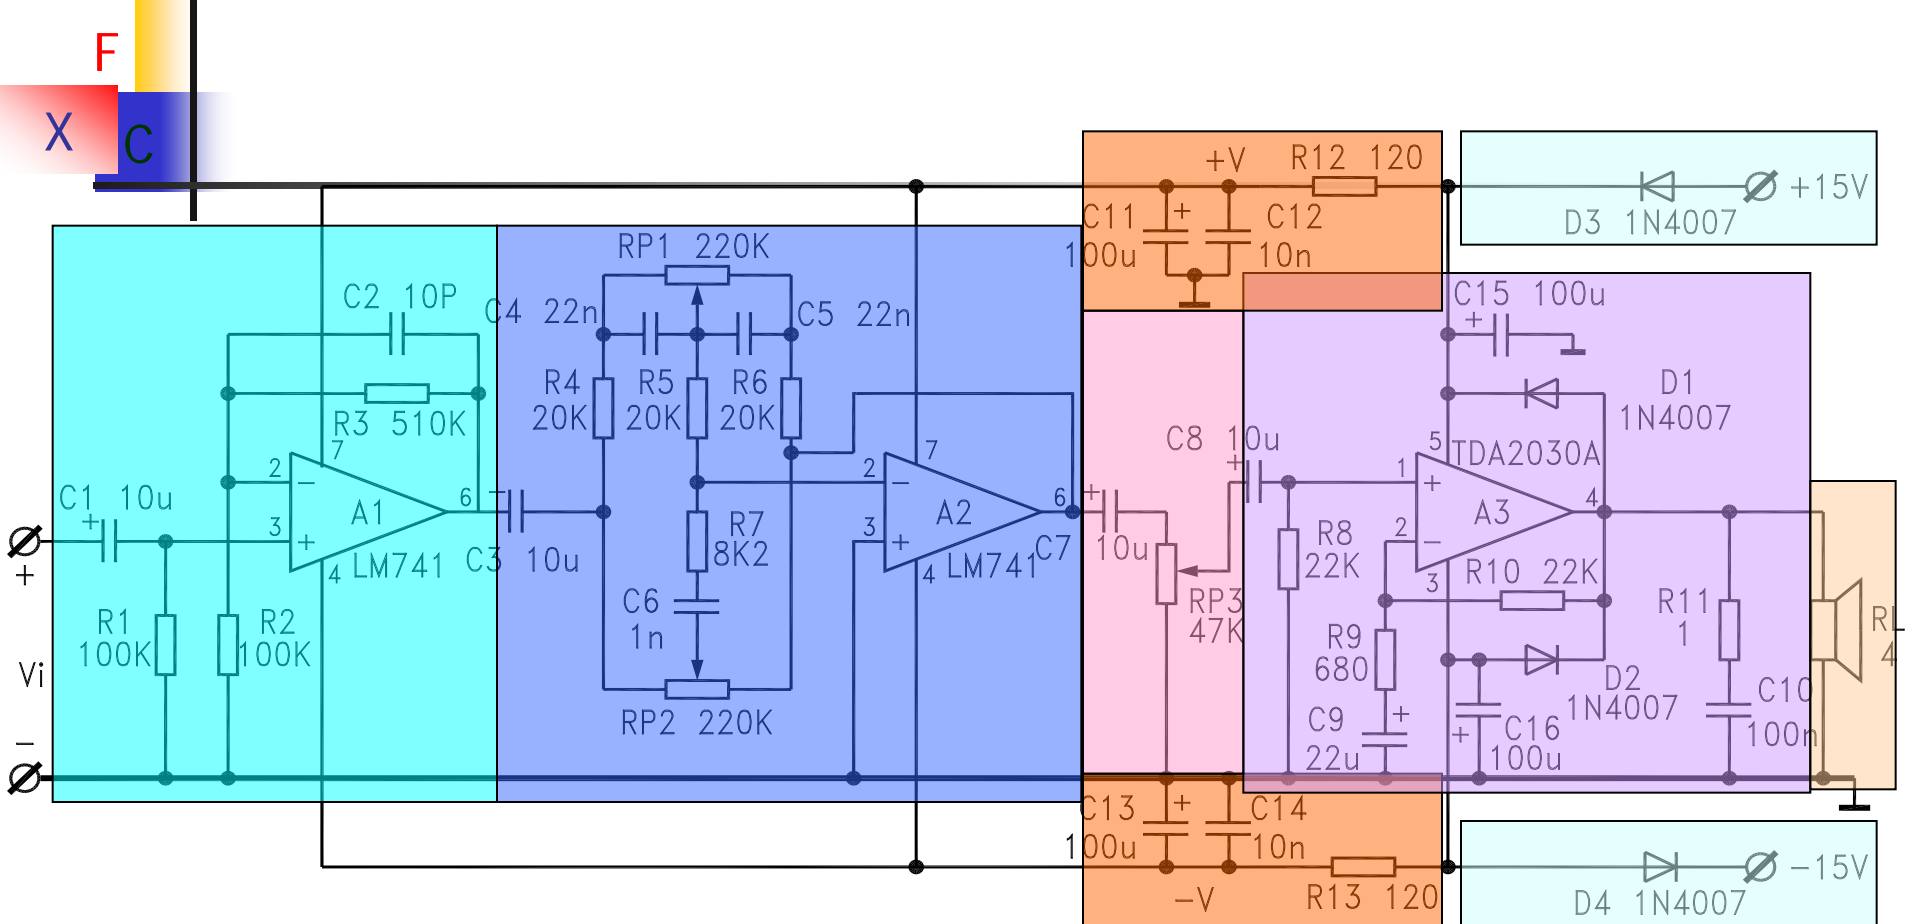 F
X C
+V R12 120
+15V
C11 + C12
D3 1N4007
100u 10n
RP1 220K
C2 10P
C4 22n
C5 22n
C15 100u
+
R4 R5 R6
20K 20K 20K
D1
1N4007
R3 510K
7
7
C8 10u
+
5 TDA2030A
2 −
2 −
1 +
C1 10u
+
A1
6
+
A2
6
+
A3
4
3 +
3 +
2 −
R7
8K2
C7
10u
R8
22K
4 LM741
C3 10u
4 LM741
3
R10 22K
+
C6
1n
RP3
47K
R11
1
RL
4
R1
100K
R2
100K
R9
680
Vi
D2
1N4007
C10
100n
RP2 220K
C9
22u
+
+
C16
100u
−
C13 + C14
100u 10n
−15V
−V
R13 120
D4 1N4007